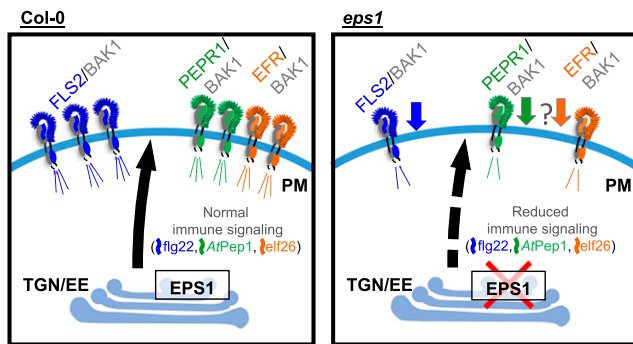 Col-0
FLS2/BAK1
PEPR1/
BAK1
EFR/
BAK1
PM
Normal
immune signaling
(flg22, AtPep1, elf26)
TGN/EE
EPS1
eps1
FLS2/BAK1
PEPR1/
BAK1
EFR/
BAK1
?
PM
Reduced
immune signaling
(flg22, AtPep1, elf26)
TGN/EE
EPS1